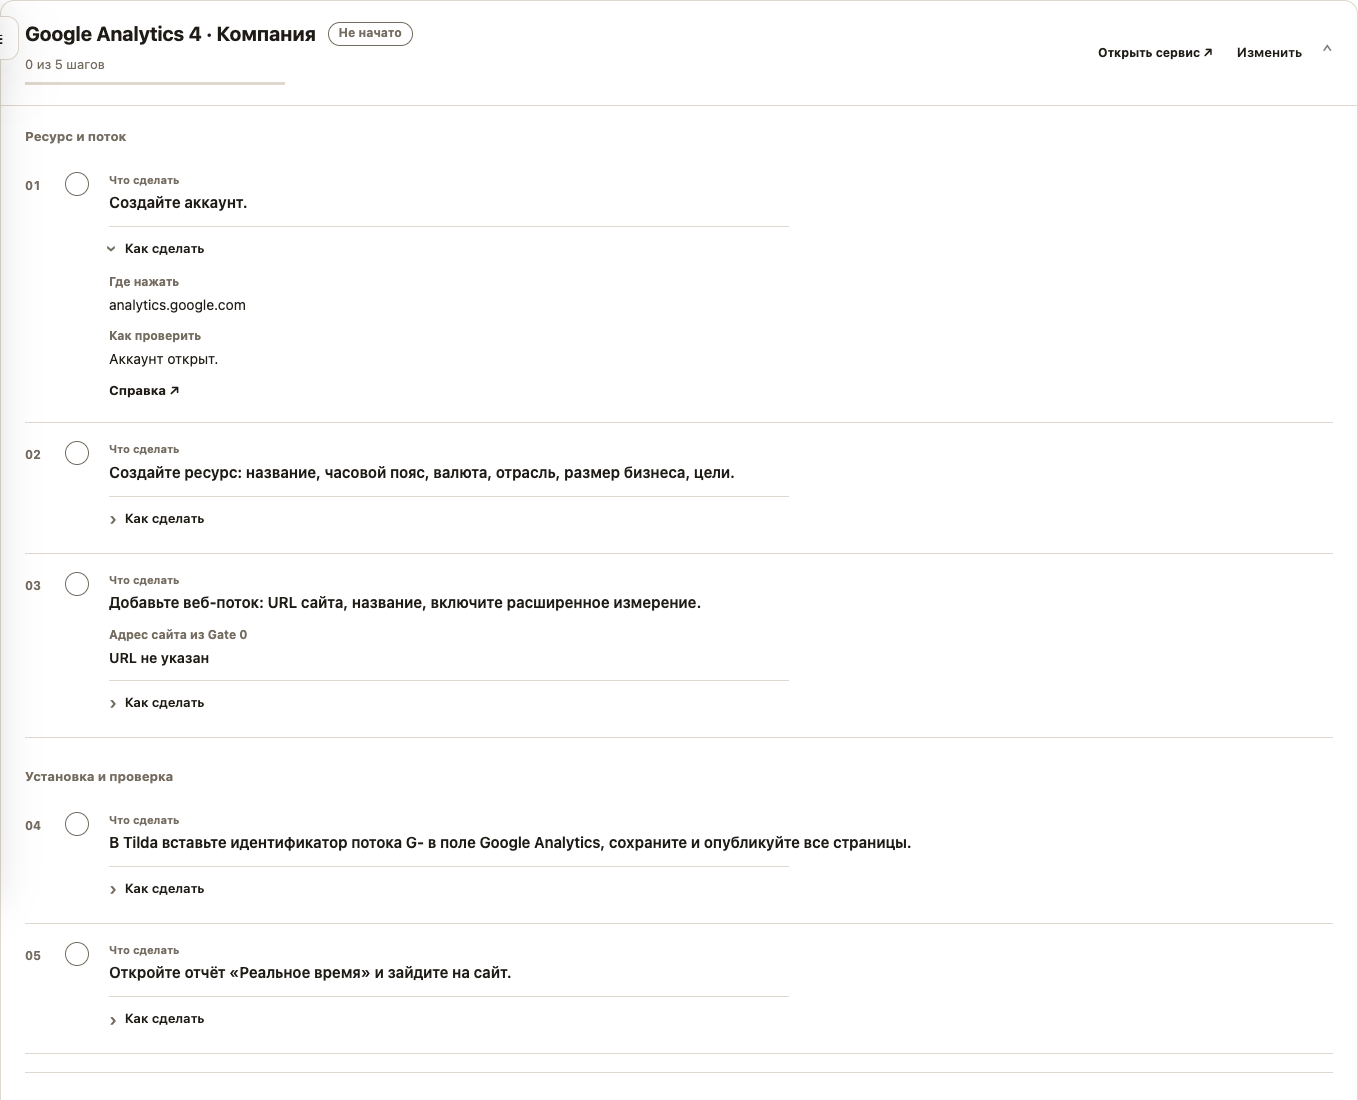 Google Analytics 4 · Компания
Не начато
0 из 5 шагов
Открыть сервис ↗
Изменить
Ресурс и поток
01
Что сделать
Создайте аккаунт.
Как сделать
Где нажать
analytics.google.com
Как проверить
Аккаунт открыт.
Справка ↗
02
Что сделать
Создайте ресурс: название, часовой пояс, валюта, отрасль, размер бизнеса, цели.
Как сделать
03
Что сделать
Добавьте веб-поток: URL сайта, название, включите расширенное измерение.
Адрес сайта из Gate 0
URL не указан
Как сделать
Установка и проверка
04
Что сделать
В Tilda вставьте идентификатор потока G- в поле Google Analytics, сохраните и опубликуйте все страницы.
Как сделать
05
Что сделать
Откройте отчёт «Реальное время» и зайдите на сайт.
Как сделать